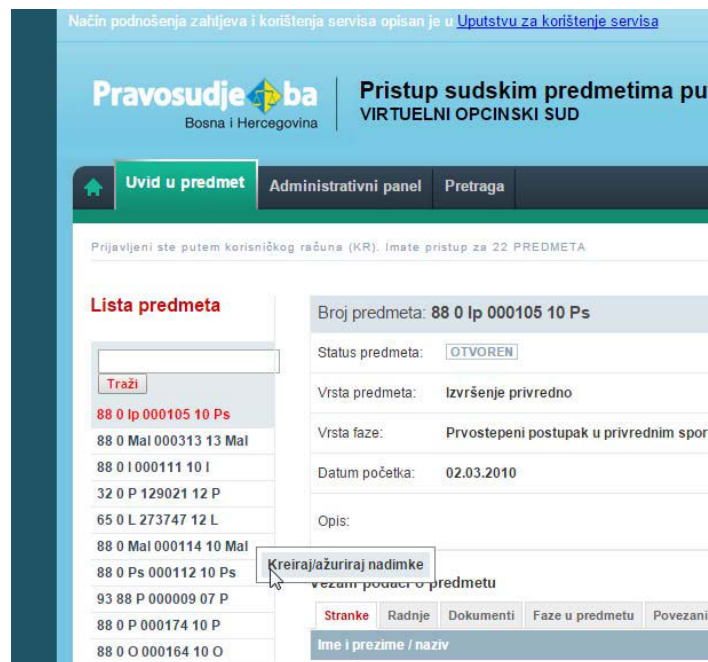 Način podnošenja zahtjeva i korištenja servisa opisan je u Uputstvu za korištenje servisa
Pravosudje ba
Bosna i Hercegovina
Pristup sudskim predmetima pu
VIRTUELNI OPCINSKI SUD
Uvid u predmet
Administrativni panel
Pretraga
Prijavljeni ste putem korisničkog računa (KR). Imate pristup za 22 PREDMETA
Lista predmeta
Traži
88 0 Ip 000105 10 Ps
88 0 Mal 000313 13 Mal
88 0 I 000111 10 I
32 0 P 129021 12 P
65 0 L 273747 12 L
88 0 Mal 000114 10 Mal
88 0 Ps 000112 10 Ps
93 88 P 000009 07 P
88 0 P 000174 10 P
88 0 O 000164 10 O
Kreiraj/ažuriraj nadimke
Broj predmeta: 88 0 Ip 000105 10 Ps
Status predmeta: OTVOREN
Vrsta predmeta: Izvršenje privredno
Vrsta faze: Prvostepeni postupak u privrednim spor
Datum početka: 02.03.2010
Opis:
Vezani podaci o predmetu
Stranke Radnje Dokumenti Faze u predmetu Povezani
Ime i prezime / naziv